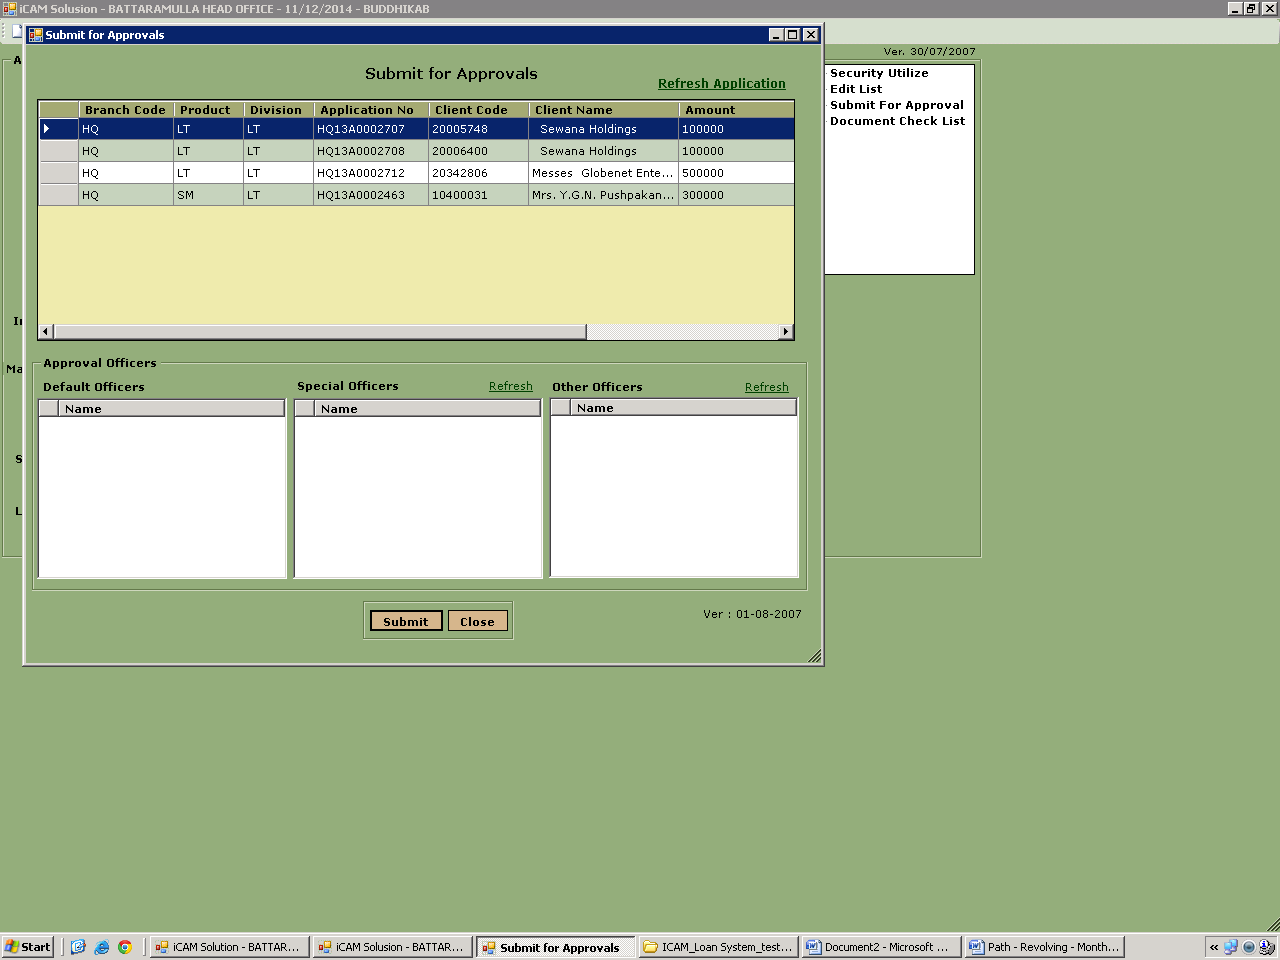 iCAM Solusion - BATTARAMULLA HEAD OFFICE - 11/12/2014 - BUDDHIKAB
Submit for Approvals
Ver. 30/07/2007
A
Submit for Approvals
Refresh Application
Security Utilize
Edit List
Submit For Approval
Document Check List
Branch Code Product Division Application No Client Code Client Name Amount
HQ LT LT HQ13A0002707 20005748 Sewana Holdings 100000
HQ LT LT HQ13A0002708 20006400 Sewana Holdings 100000
HQ LT LT HQ13A0002712 20342806 Messes Globenet Ente... 500000
HQ SM LT HQ13A0002463 10400031 Mrs. Y.G.N. Pushpakan... 300000
Ma
Approval Officers
Default Officers Special Officers Refresh Other Officers Refresh
Name Name Name
S
L
Submit Close
Ver : 01-08-2007
Start iCAM Solution - BATTAR... iCAM Solusion - BATTAR... Submit for Approvals ICAM_Loan System_test... Document2 - Microsoft ... Path - Revolving - Month... «